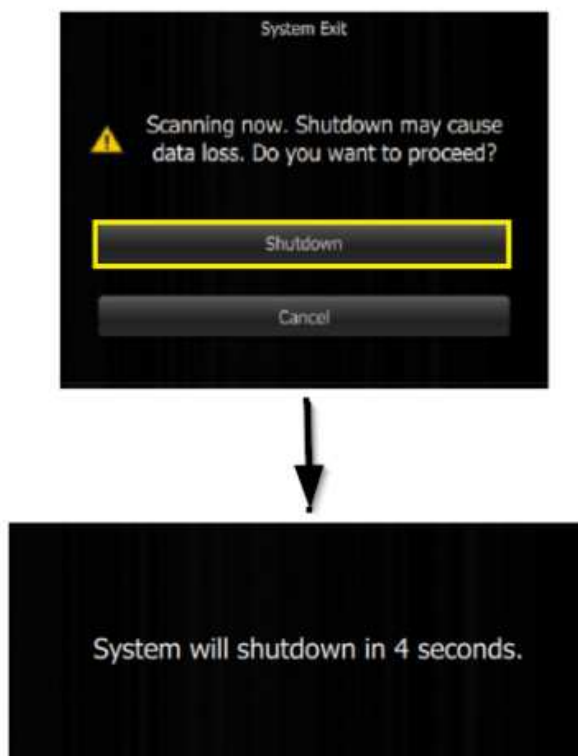 System Exit
Scanning now. Shutdown may cause
data loss. Do you want to proceed?
Shutdown
Cancel
System will shutdown in 4 seconds.